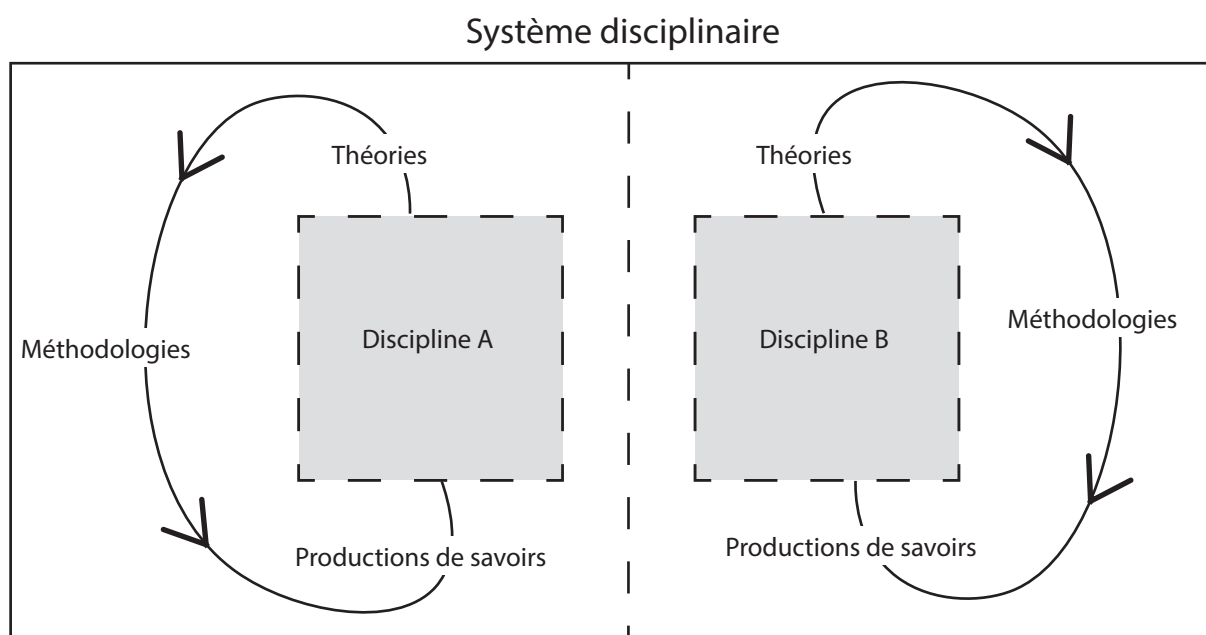 Système disciplinaire
Théories
Théories
Discipline A
Discipline B
Méthodologies
Méthodologies
Productions de savoirs
Productions de savoirs